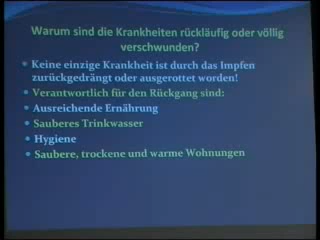 Warum sind die Krankheiten rückläufig oder völlig
verschwunden?
Keine einzige Krankheit ist durch das Impfen
zurückgedrängt oder ausgerottet worden!
Verantwortlich für den Rückgang sind:
Ausreichende Ernährung
Sauberes Trinkwasser
Hygiene
Saubere, trockene und warme Wohnungen